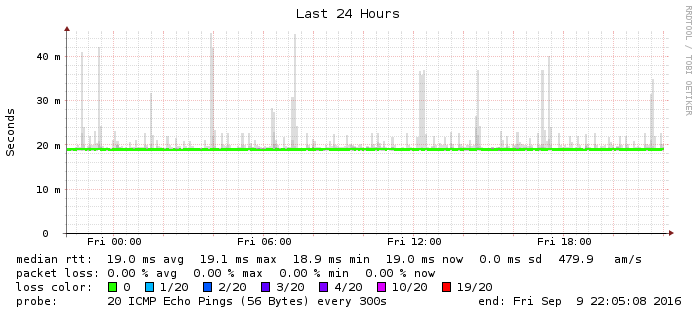 Last 24 Hours
RRDTOOL / TOBI OETIKER
Seconds
40 m
30 m
20 m
10 m
0
Fri 00:00 Fri 06:00 Fri 12:00 Fri 18:00
median rtt: 19.0 ms avg 19.1 ms max 18.9 ms min 19.0 ms now 0.0 ms sd 479.9 am/s
packet loss: 0.00 % avg 0.00 % max 0.00 % min 0.00 % now
loss color: 0 1/20 2/20 3/20 4/20 10/20 19/20
probe: 20 ICMP Echo Pings (56 Bytes) every 300s end: Fri Sep 9 22:05:08 2016